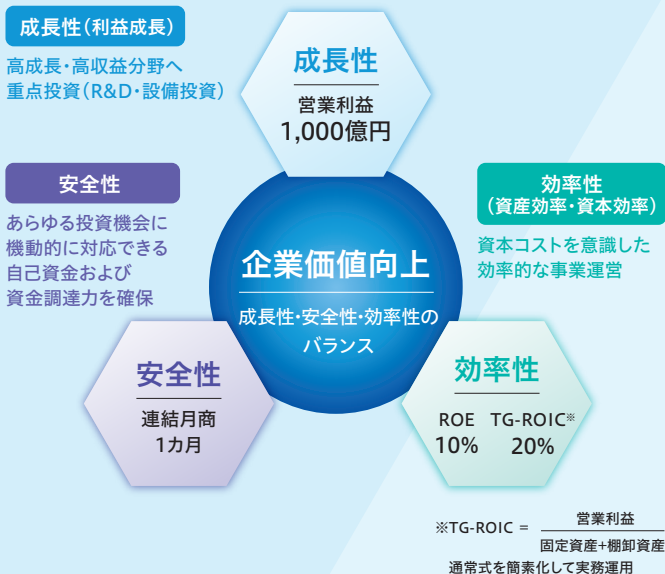 成長性（利益成長）
高成長・高収益分野へ
重点投資（R&D・設備投資）
成長性
営業利益
1,000億円
安全性
あらゆる投資機会に
機動的に対応できる
自己資金および
資金調達力を確保
効率性
（資産効率・資本効率）
資本コストを意識した
効率的な事業運営
企業価値向上
成長性・安全性・効率性の
バランス
安全性
連結月商
1カ月
効率性
ROE TG-ROIC※
10% 20%
※TG-ROIC = 営業利益
固定資産+棚卸資産
通常式を簡素化して実務運用